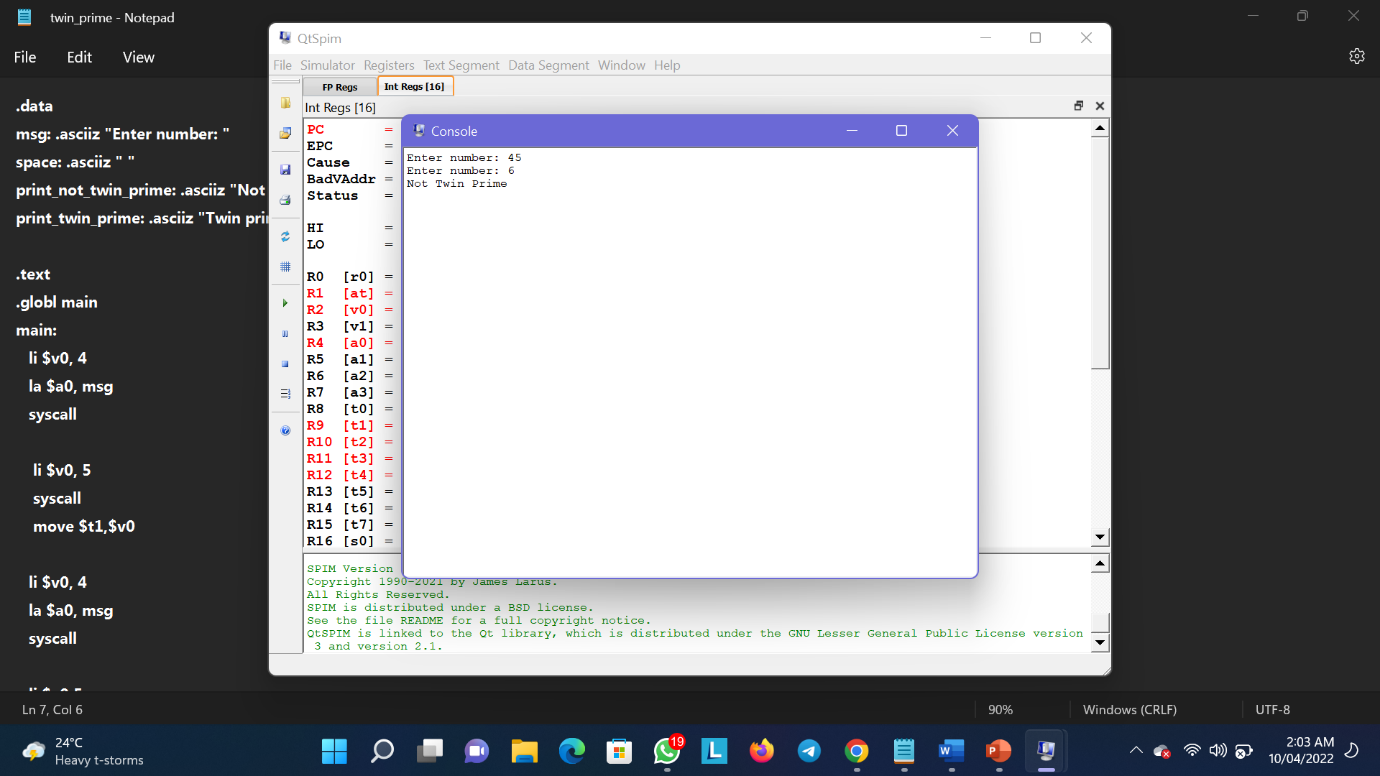 twin_prime - Notepad
File Edit View
.data
msg: .asciiz "Enter number: "
space: .asciiz " "
print_not_twin_prime: .asciiz "Not
print_twin_prime: .asciiz "Twin pri
.text
.globl main
main:
li $v0, 4
la $a0, msg
syscall
li $v0, 5
syscall
move $t1,$v0
li $v0, 4
la $a0, msg
syscall
Ln 7, Col 6
90%
Windows (CRLF)
UTF-8
QtSpim
File Simulator Registers Text Segment Data Segment Window Help
FP Regs Int Regs [16]
Int Regs [16]
PC =
EPC =
Cause =
BadVAddr =
Status =
HI =
LO =
R0 [r0] =
R1 [at] =
R2 [v0] =
R3 [v1] =
R4 [a0] =
R5 [a1] =
R6 [a2] =
R7 [a3] =
R8 [t0] =
R9 [t1] =
R10 [t2] =
R11 [t3] =
R12 [t4] =
R13 [t5] =
R14 [t6] =
R15 [t7] =
R16 [s0] =
Console
Enter number: 45
Enter number: 6
Not Twin Prime
SPIM Version
Copyright 1990-2021 by James Larus.
All Rights Reserved.
SPIM is distributed under a BSD license.
See the file README for a full copyright notice.
QtSPIM is linked to the Qt library, which is distributed under the GNU Lesser General Public License version
3 and version 2.1.
24°C
Heavy t-storms
19
2:03 AM
10/04/2022